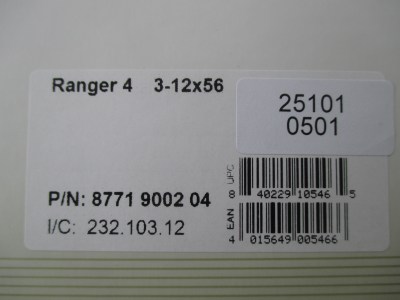 Ranger 4 3-12x56
25101
0501
UPC
8 40229 10546 5
P/N: 8771 9002 04
I/C: 232.103.12
EAN
4 015649 005466